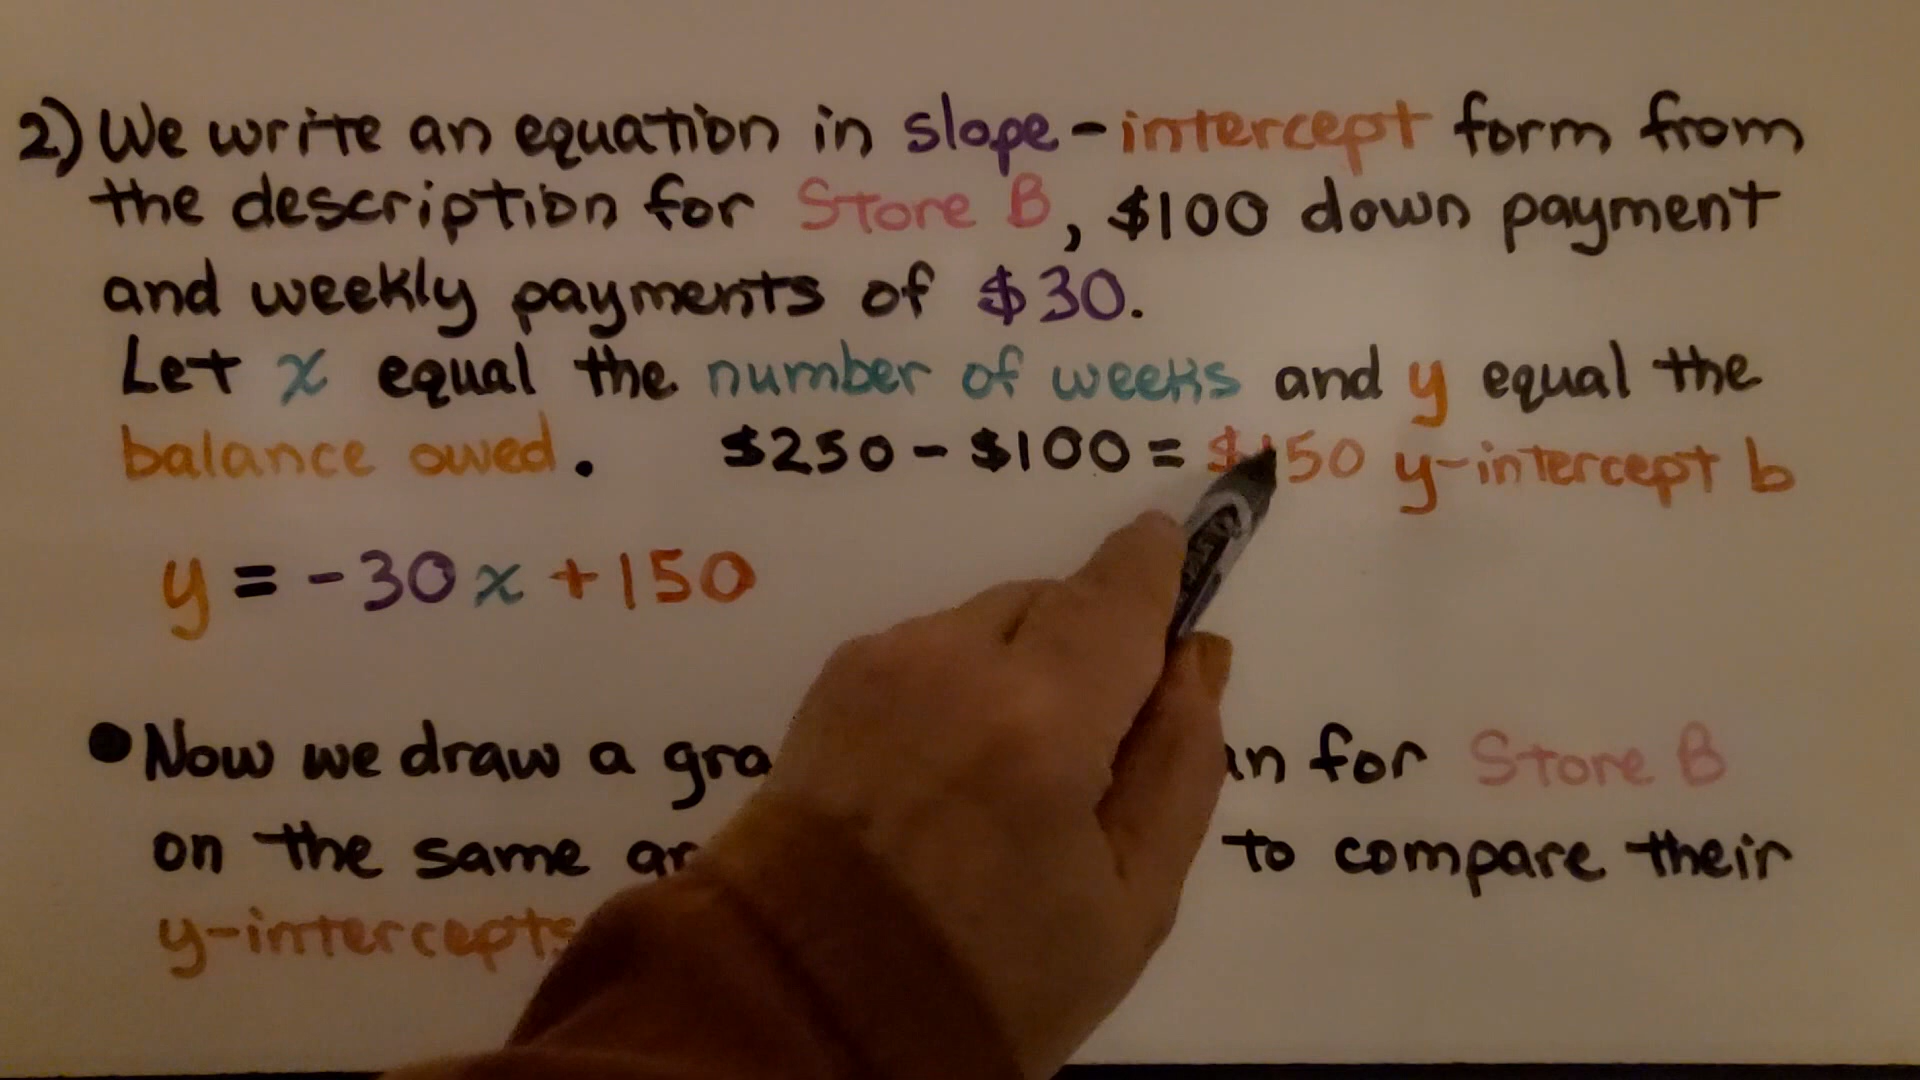 2) We write an equation in slope-intercept form from
the description for Store B, $100 down payment
and weekly payments of $30.
Let x equal the number of weeks and y equal the
balance owed. $250 - $100 = $150 y-intercept b
y = -30x + 150
• Now we draw a for Store B
on the same to compare their
y-intercepts